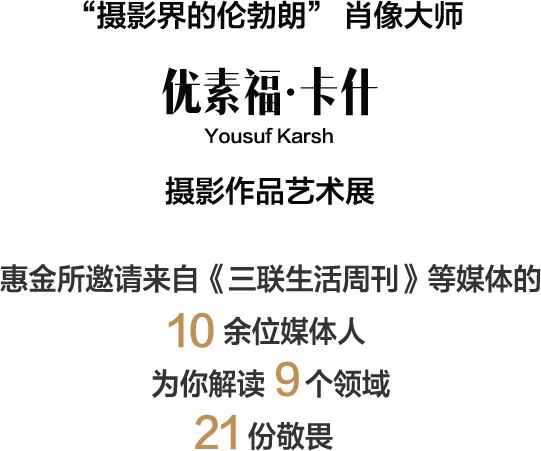 “摄影界的伦勃朗” 肖像大师
优素福·卡什
Yousuf Karsh
摄影作品艺术展
惠金所邀请来自《三联生活周刊》等媒体的
10 余位媒体人
为你解读 9 个领域
21 份敬畏